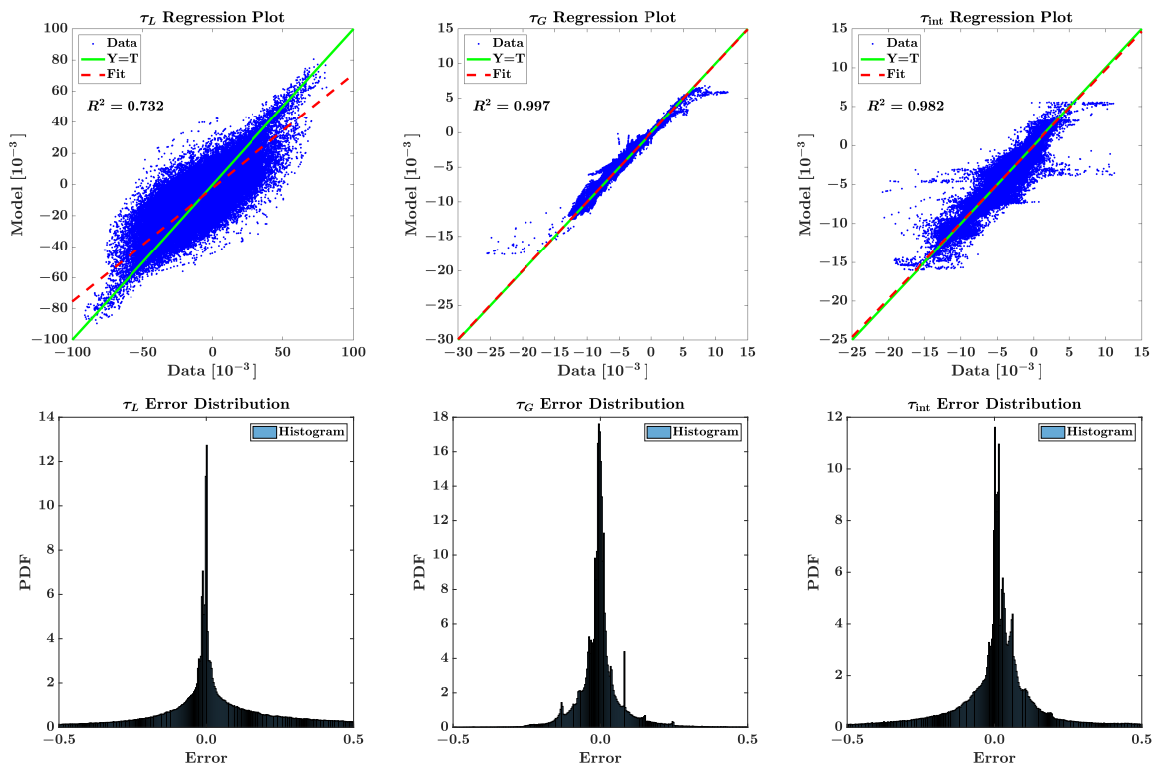 τ_L Regression Plot
Data
Y=T
Fit
R² = 0.732
100
80
60
40
20
0
−20
−40
−60
−80
−100
Model [10⁻³]
−100
−50
0
50
100
Data [10⁻³]
τ_G Regression Plot
Data
Y=T
Fit
R² = 0.997
15
10
5
0
−5
−10
−15
−20
−25
−30
Model [10⁻³]
−30
−25
−20
−15
−10
−5
0
5
10
15
Data [10⁻³]
τ_int Regression Plot
Data
Y=T
Fit
R² = 0.982
15
10
5
0
−5
−10
−15
−20
−25
Model [10⁻³]
−25
−20
−15
−10
−5
0
5
10
15
Data [10⁻³]
τ_L Error Distribution
Histogram
14
12
10
8
6
4
2
0
PDF
−0.5
0.0
0.5
Error
τ_G Error Distribution
Histogram
18
16
14
12
10
8
6
4
2
0
PDF
−0.5
0.0
0.5
Error
τ_int Error Distribution
Histogram
12
10
8
6
4
2
0
PDF
−0.5
0.0
0.5
Error